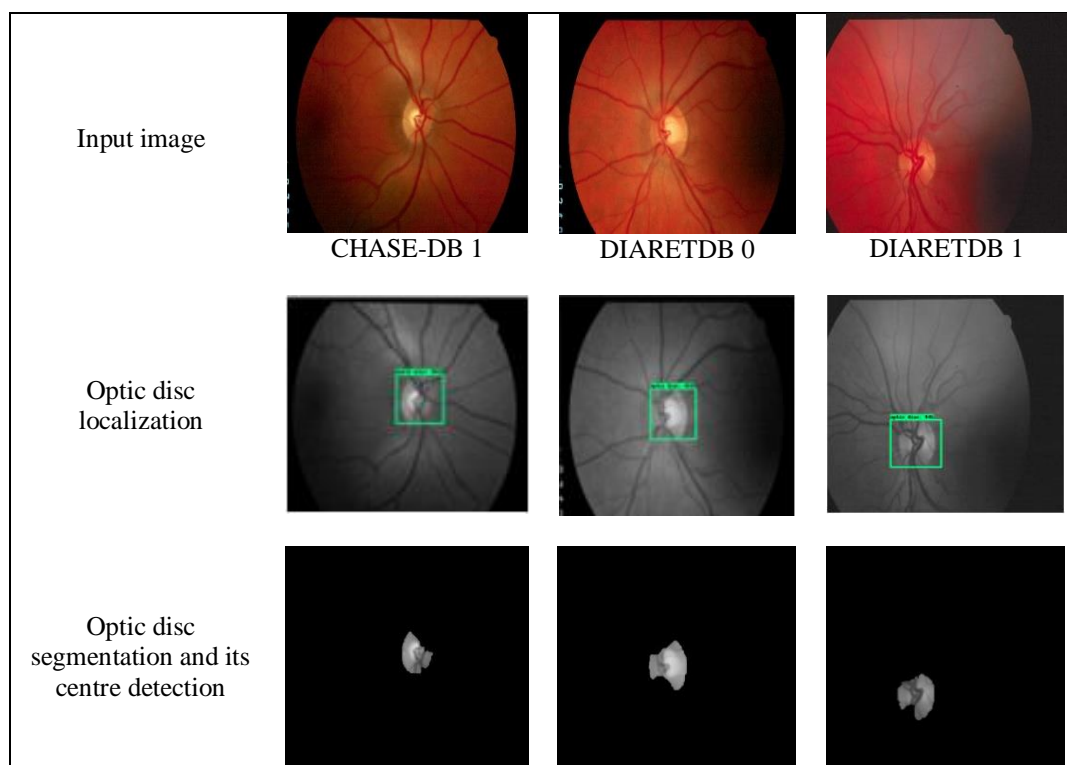 Input image
CHASE-DB 1
DIARETDB 0
DIARETDB 1
Optic disc
localization
Optic disc
segmentation and its
centre detection